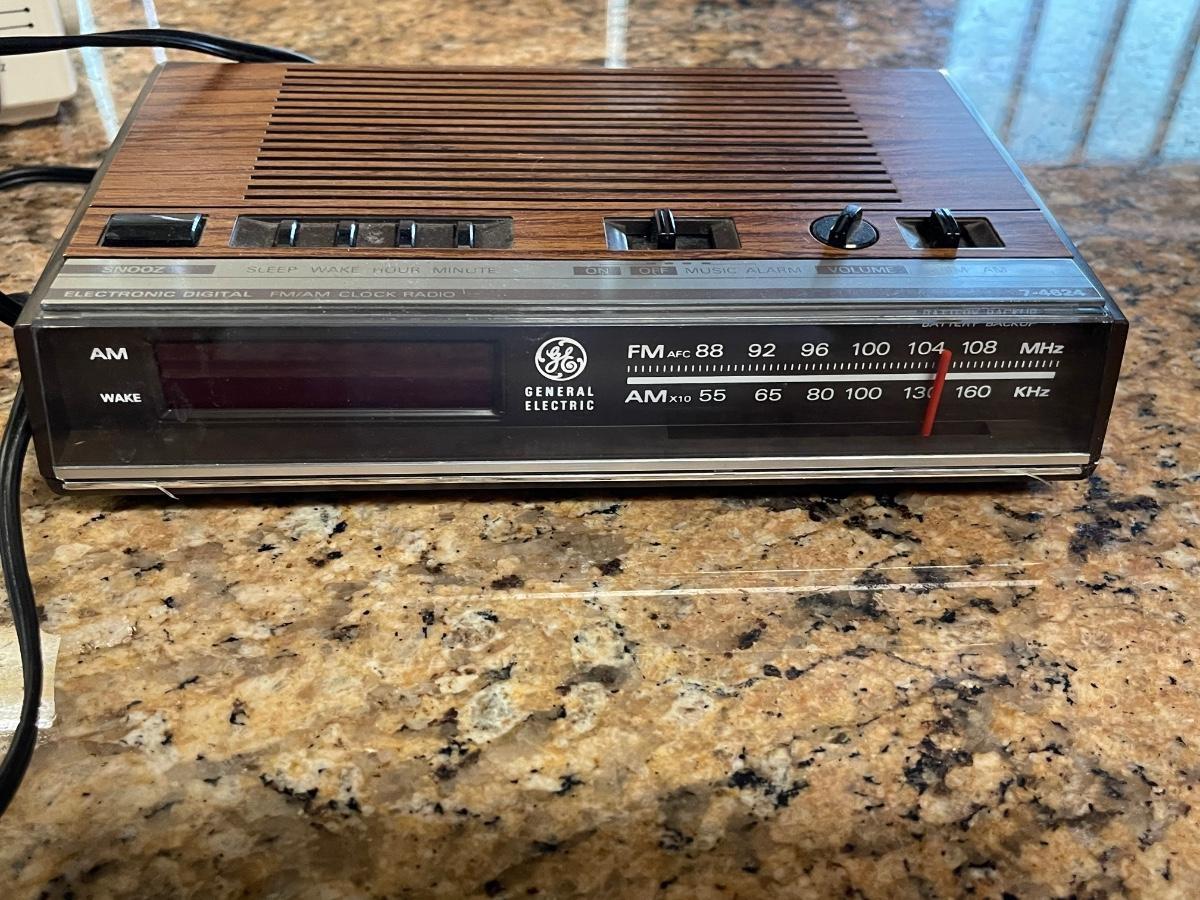 SNOOZ SLEEP WAKE HOUR MINUTE ON OFF MUSIC ALARM VOLUME AM
ELECTRONIC DIGITAL FM/AM CLOCK RADIO 7-4624
BATTERY BACKUP
AM
WAKE
GE
GENERAL
ELECTRIC
FM AFC 88 92 96 100 104 108 MHz
AM X10 55 65 80 100 130 160 KHz